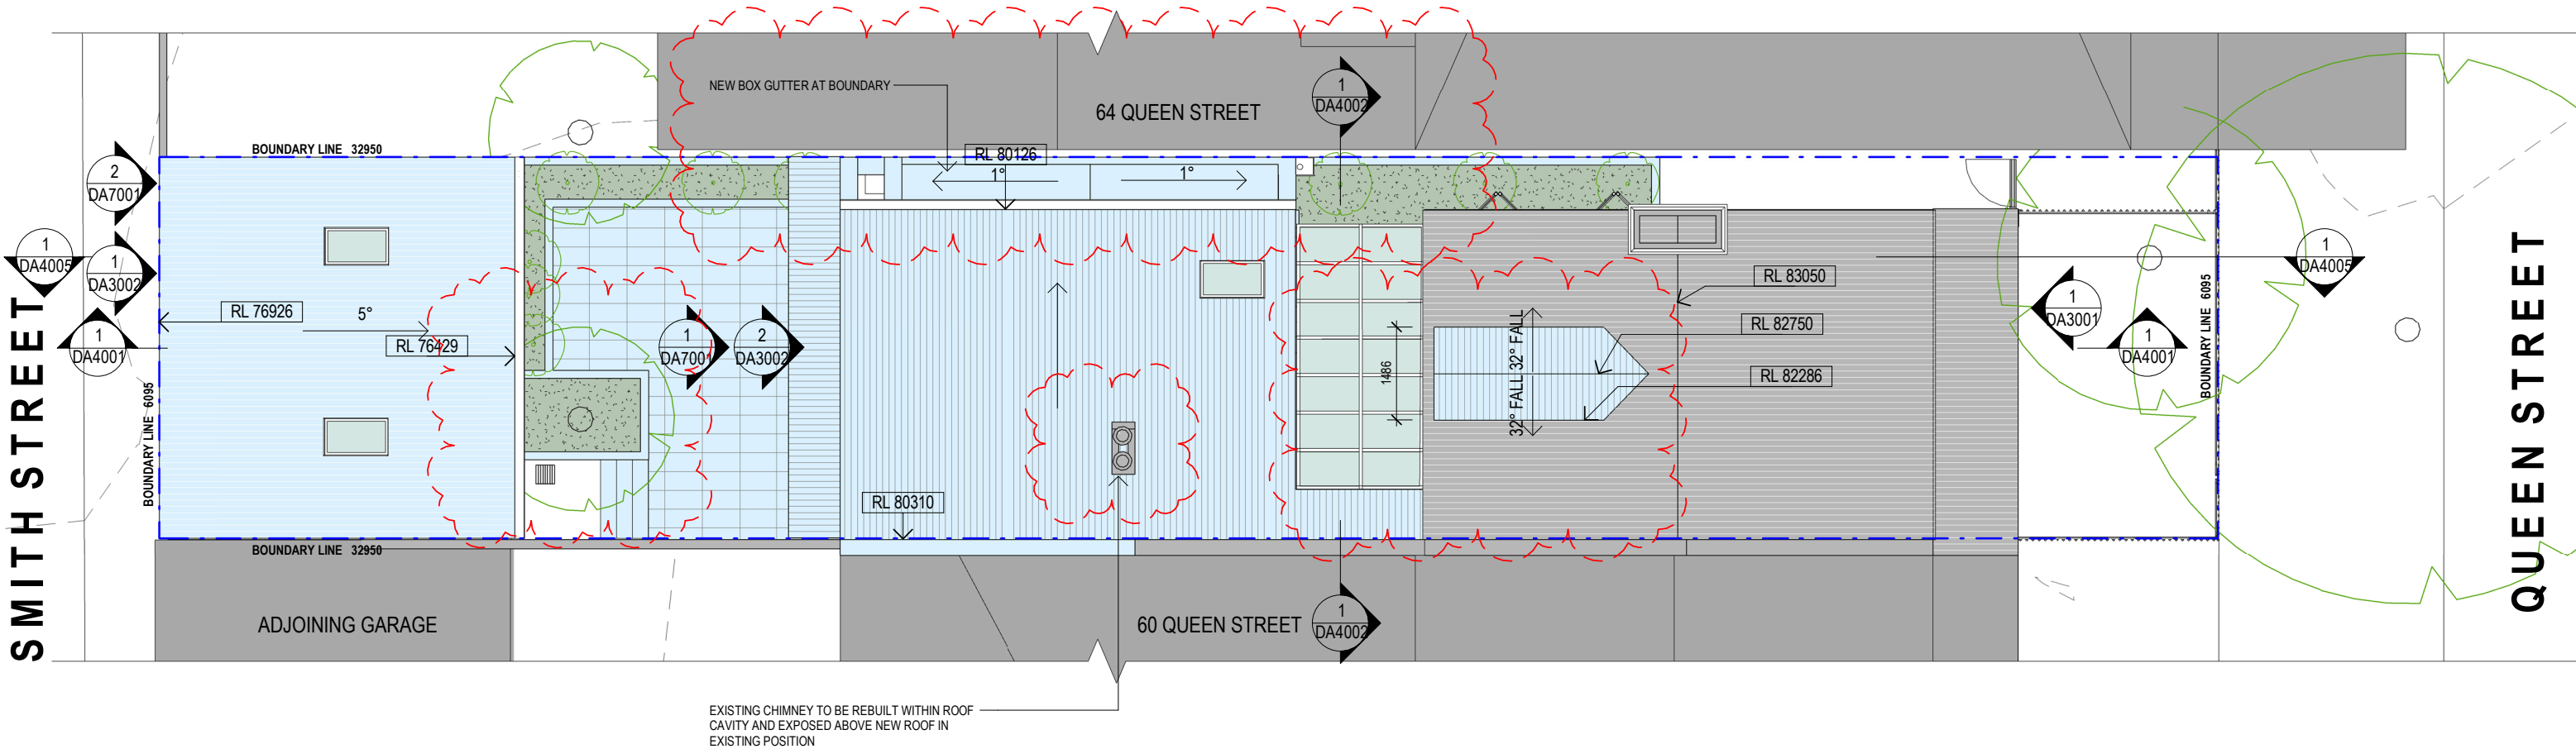 NEW BOX GUTTER AT BOUNDARY
64 QUEEN STREET
1
DA4002
BOUNDARY LINE 32950
RL 80126
1°
1°
2
DA7001
1
DA4005
1
DA3002
RL 76926
5°
RL 76429
1
DA4001
SMITH STREET
BOUNDARY LINE 6095
1
DA7001
2
DA3002
RL 80310
1486
32° FALL 32° FALL
RL 83050
RL 82750
RL 82286
1
DA4005
1
DA3001
1
DA4001
BOUNDARY LINE 6095
QUEEN STREET
BOUNDARY LINE 32950
ADJOINING GARAGE
60 QUEEN STREET
1
DA4002
EXISTING CHIMNEY TO BE REBUILT WITHIN ROOF
CAVITY AND EXPOSED ABOVE NEW ROOF IN
EXISTING POSITION